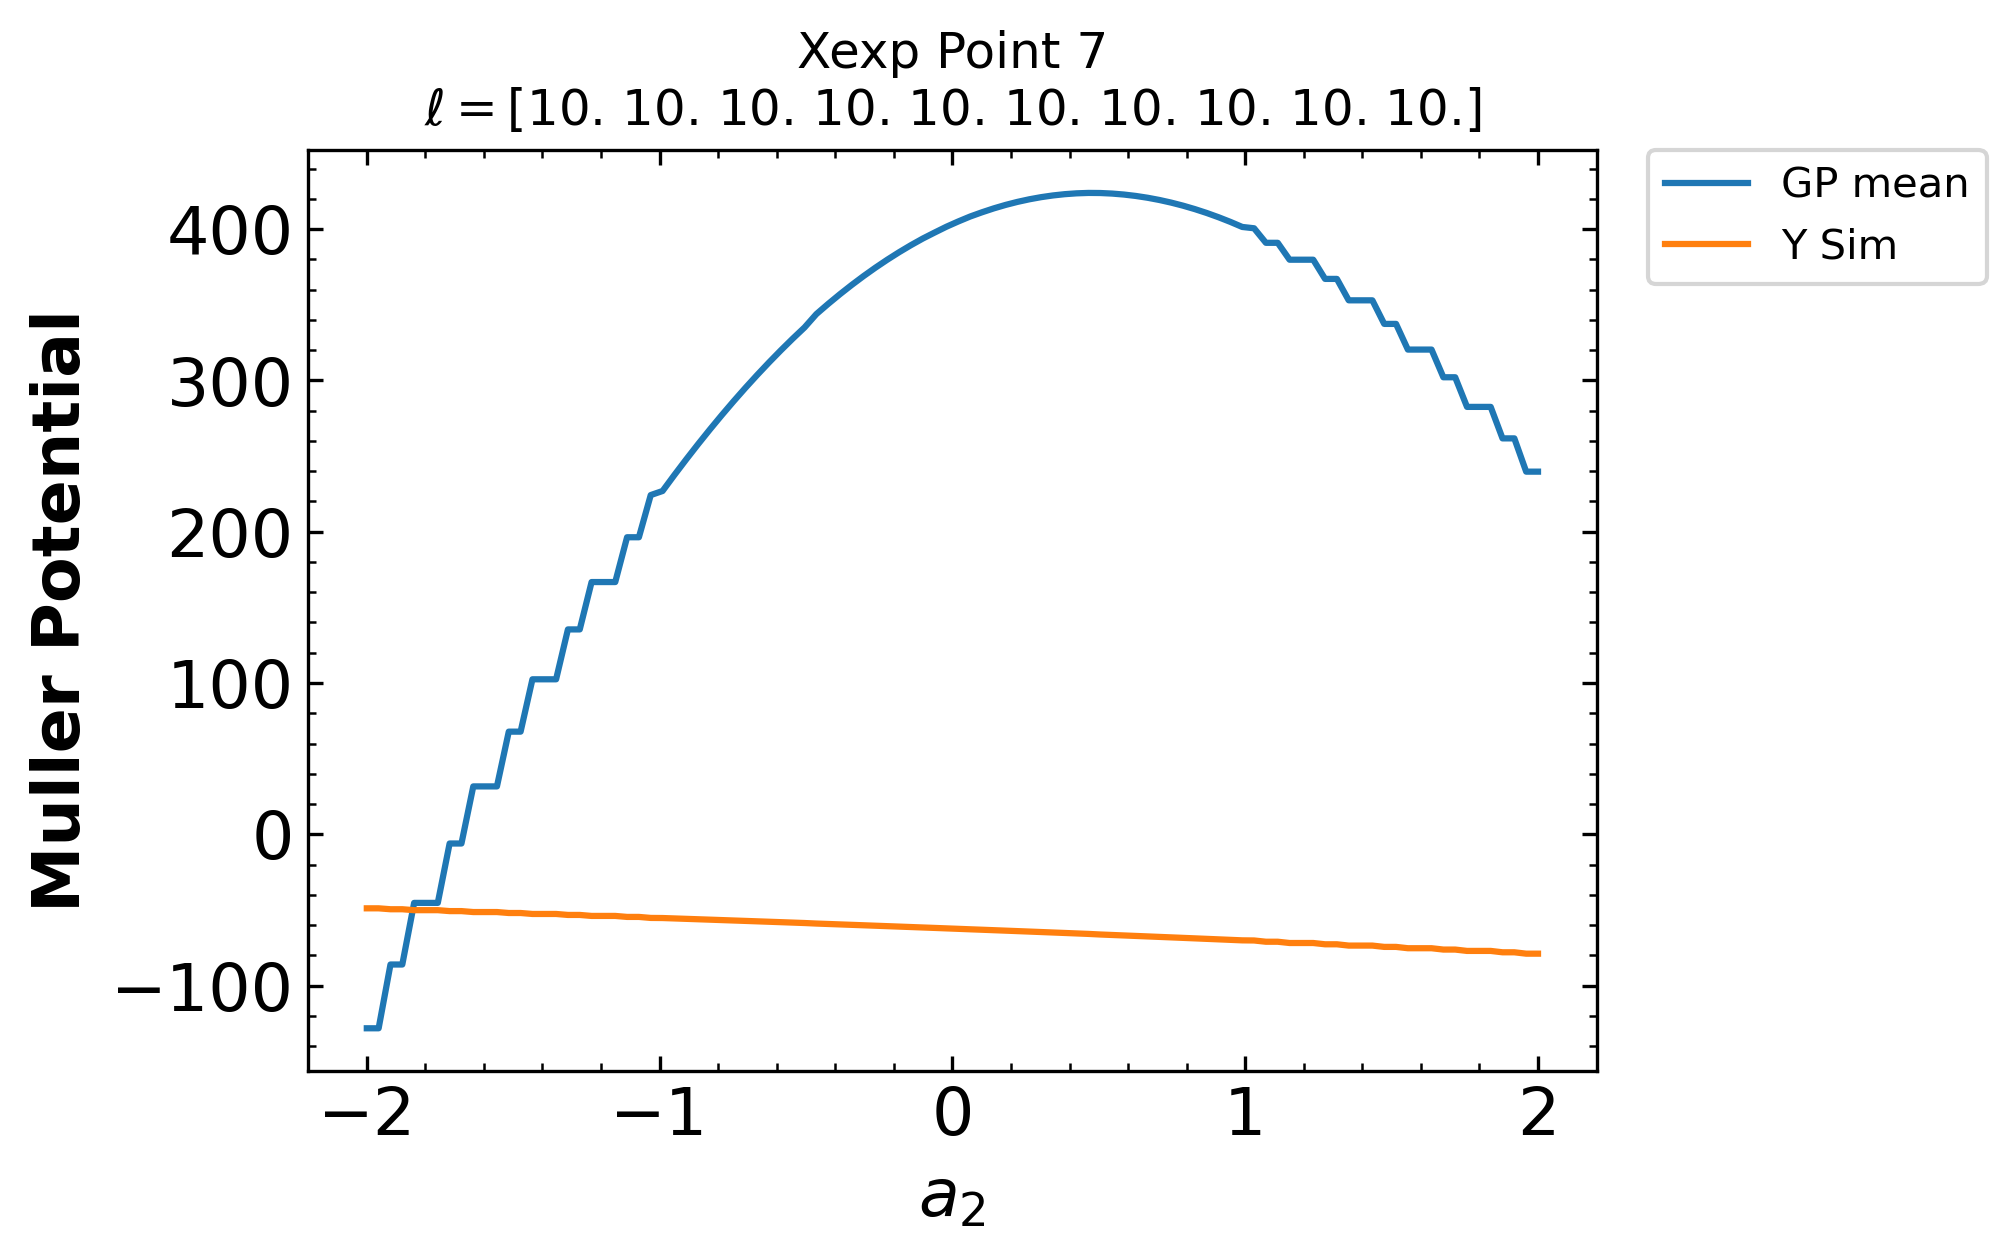 Xexp Point 7
ℓ = [10. 10. 10. 10. 10. 10. 10. 10. 10. 10.]
GP mean
Y Sim
Muller Potential
400
300
200
100
0
−100
−2
−1
0
1
2
a₂